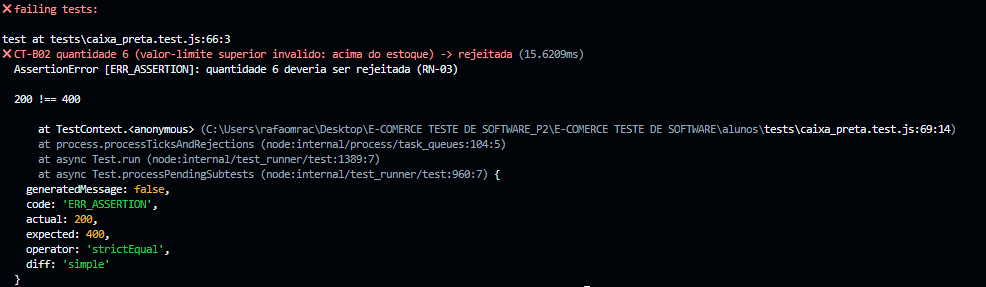 ❌ failing tests:
test at tests\caixa_preta.test.js:66:3
❌ CT-B02 quantidade 6 (valor-limite superior invalido: acima do estoque) -> rejeitada (15.6209ms)
AssertionError [ERR_ASSERTION]: quantidade 6 deveria ser rejeitada (RN-03)
200 !== 400
at TestContext.<anonymous> (C:\Users\rafaomrac\Desktop\E-COMERCE TESTE DE SOFTWARE_P2\E-COMERCE TESTE DE SOFTWARE\alunos\tests\caixa_preta.test.js:69:14)
at process.processTicksAndRejections (node:internal/process/task_queues:104:5)
at async Test.run (node:internal/test_runner/test:1389:7)
at async Test.processPendingSubtests (node:internal/test_runner/test:960:7) {
generatedMessage: false,
code: 'ERR_ASSERTION',
actual: 200,
expected: 400,
operator: 'strictEqual',
diff: 'simple'
}